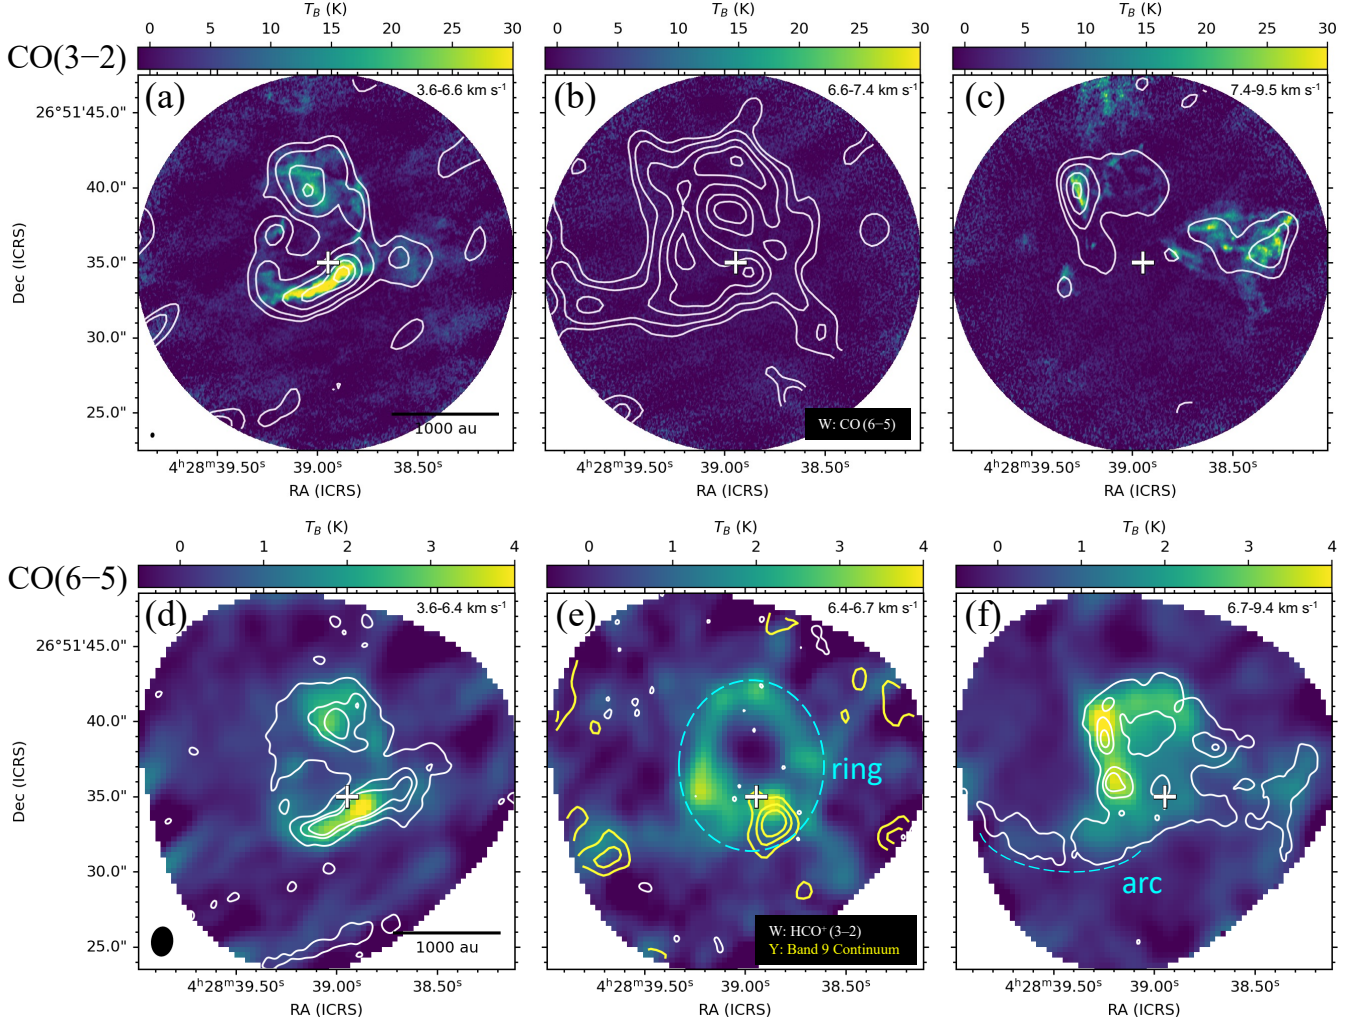 T_B (K) T_B (K) T_B (K)
0 5 10 15 20 25 30 0 5 10 15 20 25 30 0 5 10 15 20 25 30
CO(3−2)
(a) 3.6-6.6 km s⁻¹ (b) 6.6-7.4 km s⁻¹ (c) 7.4-9.5 km s⁻¹
26°51'45.0"
40.0"
35.0"
30.0"
25.0"
Dec (ICRS)
1000 au
W: CO (6−5)
4ʰ28ᵐ39.50ˢ 39.00ˢ 38.50ˢ 39.50ˢ 39.00ˢ 38.50ˢ 4ʰ28ᵐ39.50ˢ 39.00ˢ 38.50ˢ
RA (ICRS) RA (ICRS) RA (ICRS)
T_B (K) T_B (K) T_B (K)
0 1 2 3 4 0 1 2 3 4 0 1 2 3 4
CO(6−5)
(d) 3.6-6.4 km s⁻¹ (e) 6.4-6.7 km s⁻¹ (f) 6.7-9.4 km s⁻¹
26°51'45.0"
40.0"
35.0"
30.0"
25.0"
Dec (ICRS)
ring
arc
1000 au
W: HCO⁺ (3−2)
Y: Band 9 Continuum
4ʰ28ᵐ39.50ˢ 39.00ˢ 38.50ˢ 4ʰ28ᵐ39.50ˢ 39.00ˢ 38.50ˢ 4ʰ28ᵐ39.50ˢ 39.00ˢ 38.50ˢ
RA (ICRS) RA (ICRS) RA (ICRS)